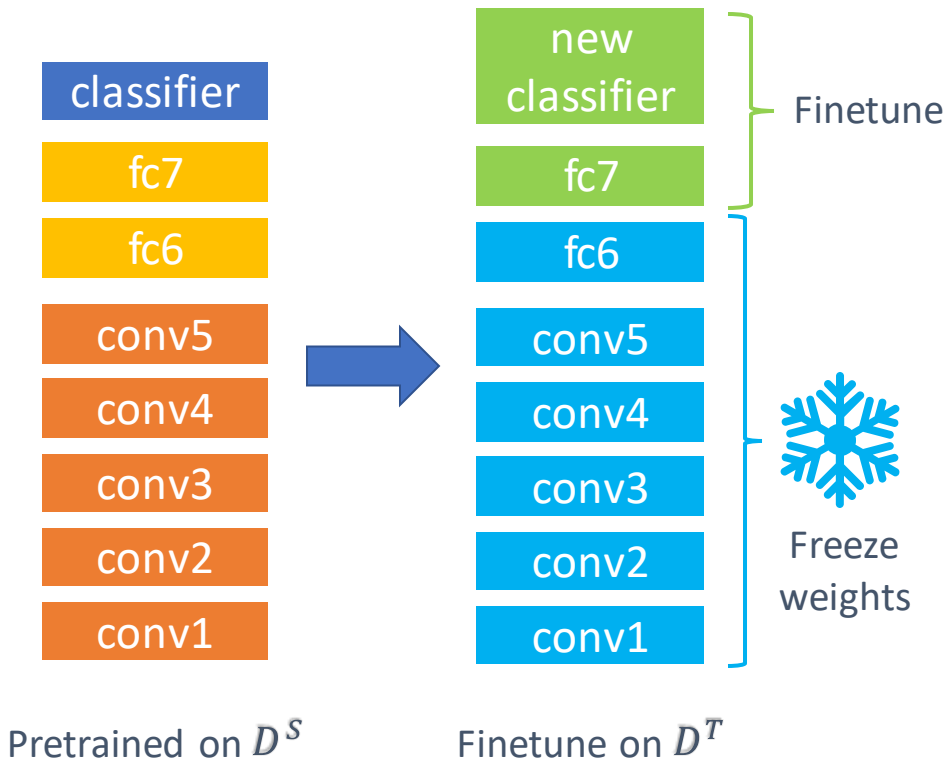 classifier
fc7
fc6
conv5
conv4
conv3
conv2
conv1
Pretrained on D^S
new
classifier
fc7
fc6
conv5
conv4
conv3
conv2
conv1
Finetune on D^T
Finetune
Freeze
weights